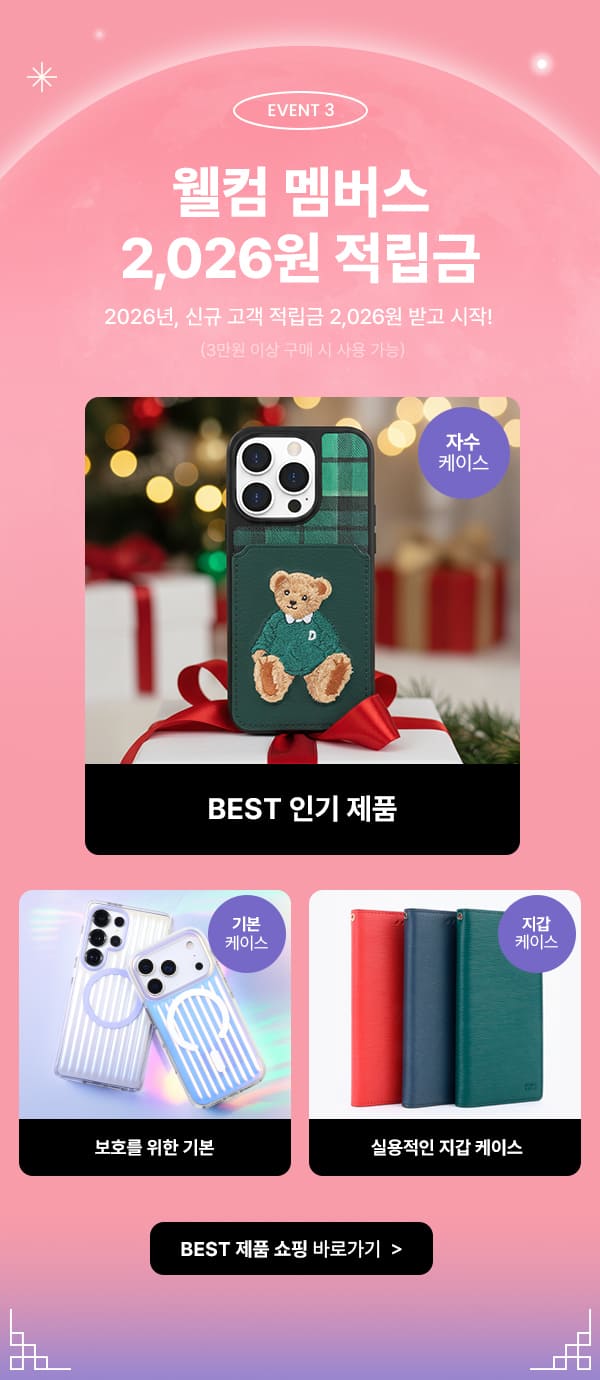 EVENT 3
웰컴 멤버스
2,026원 적립금
2026년, 신규 고객 적립금 2,026원 받고 시작!
(3만원 이상 구매 시 사용 가능)
자수
케이스
D
BEST 인기 제품
기본
케이스
지갑
케이스
보호를 위한 기본
실용적인 지갑 케이스
BEST 제품 쇼핑 바로가기 >